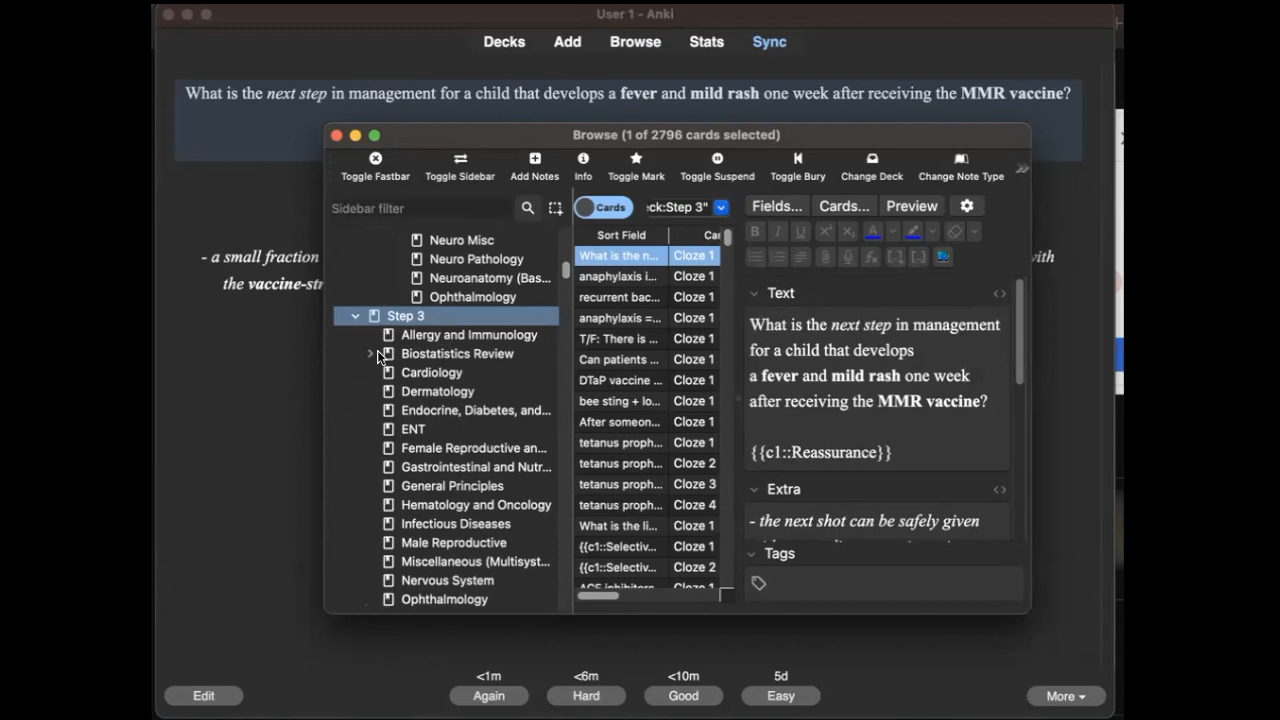 User 1 - Anki
Decks Add Browse Stats Sync
What is the next step in management for a child that develops a fever and mild rash one week after receiving the MMR vaccine?
Browse (1 of 2796 cards selected)
Toggle Fastbar Toggle Sidebar Add Notes Info Toggle Mark Toggle Suspend Toggle Bury Change Deck Change Note Type
Sidebar filter
Cards
:ck:Step 3"
Fields... Cards... Preview
Sort Field
Car
Neuro Misc
Neuro Pathology
Neuroanatomy (Bas...
Ophthalmology
Step 3
Allergy and Immunology
Biostatistics Review
Cardiology
Dermatology
Endocrine, Diabetes, and...
ENT
Female Reproductive an...
Gastrointestinal and Nutr...
General Principles
Hematology and Oncology
Infectious Diseases
Male Reproductive
Miscellaneous (Multisyst...
Nervous System
Ophthalmology
What is the n... Cloze 1
anaphylaxis i... Cloze 1
recurrent bac... Cloze 1
anaphylaxis =... Cloze 1
T/F: There is ... Cloze 1
Can patients ... Cloze 1
DTaP vaccine ... Cloze 1
bee sting + lo... Cloze 1
After someon... Cloze 1
tetanus proph... Cloze 1
tetanus proph... Cloze 2
tetanus proph... Cloze 3
tetanus proph... Cloze 4
What is the li... Cloze 1
{{c1::Selectiv... Cloze 1
{{c1::Selectiv... Cloze 2
ACE inhibitors Cloze 1
Text
What is the next step in management
for a child that develops
a fever and mild rash one week
after receiving the MMR vaccine?
{{c1::Reassurance}}
Extra
- the next shot can be safely given
Tags
- a small fraction
with
the vaccine-str
<1m <6m <10m 5d
Edit Again Hard Good Easy More